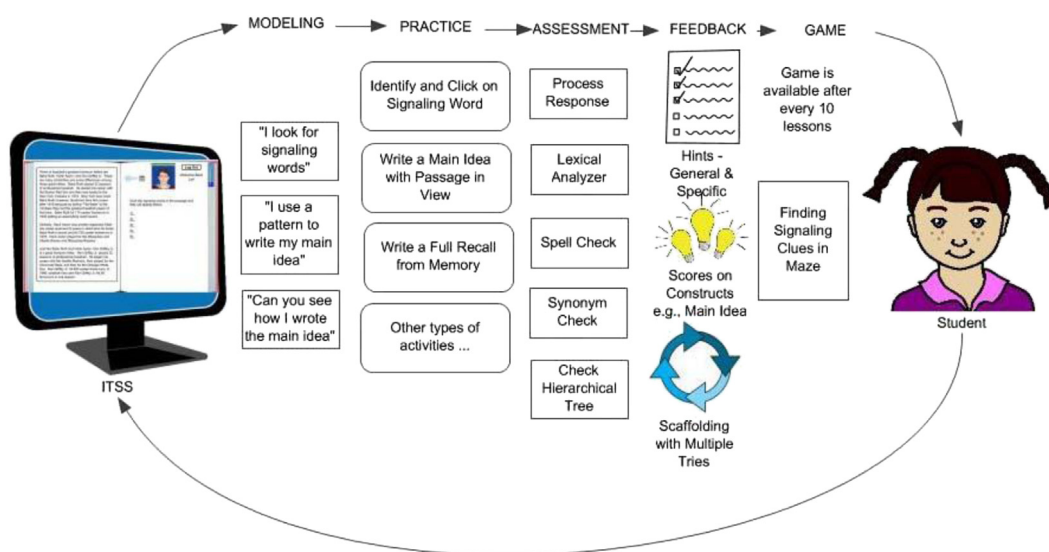 MODELING
PRACTICE
ASSESSMENT
FEEDBACK
GAME
"I look for
signaling
words"
"I use a
pattern to
write my main
idea"
"Can you see
how I wrote
the main idea"
Identify and Click on
Signaling Word
Write a Main Idea
with Passage in
View
Write a Full Recall
from Memory
Other types of
activities ...
Process
Response
Lexical
Analyzer
Spell Check
Synonym
Check
Check
Hierarchical
Tree
Hints -
General &
Specific
Scores on
Constructs
e.g., Main Idea
Scaffolding
with Multiple
Tries
Game is
available after
every 10
lessons
Finding
Signaling
Clues in
Maze
ITSS
Student